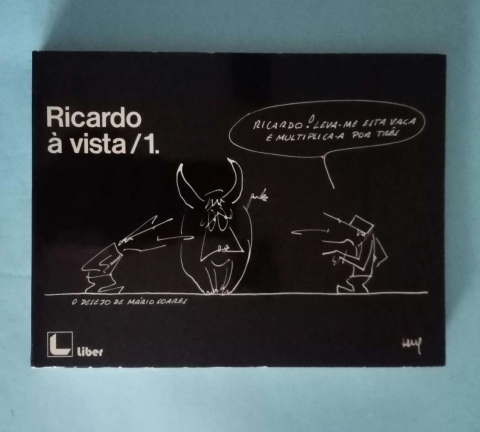 Ricardo
à vista/1.
RICARDO! LEVA-ME ESTA VACA
E MULTIPLICA-A POR TRÊS
O DESEJO DE MÁRIO SOARES
Liber